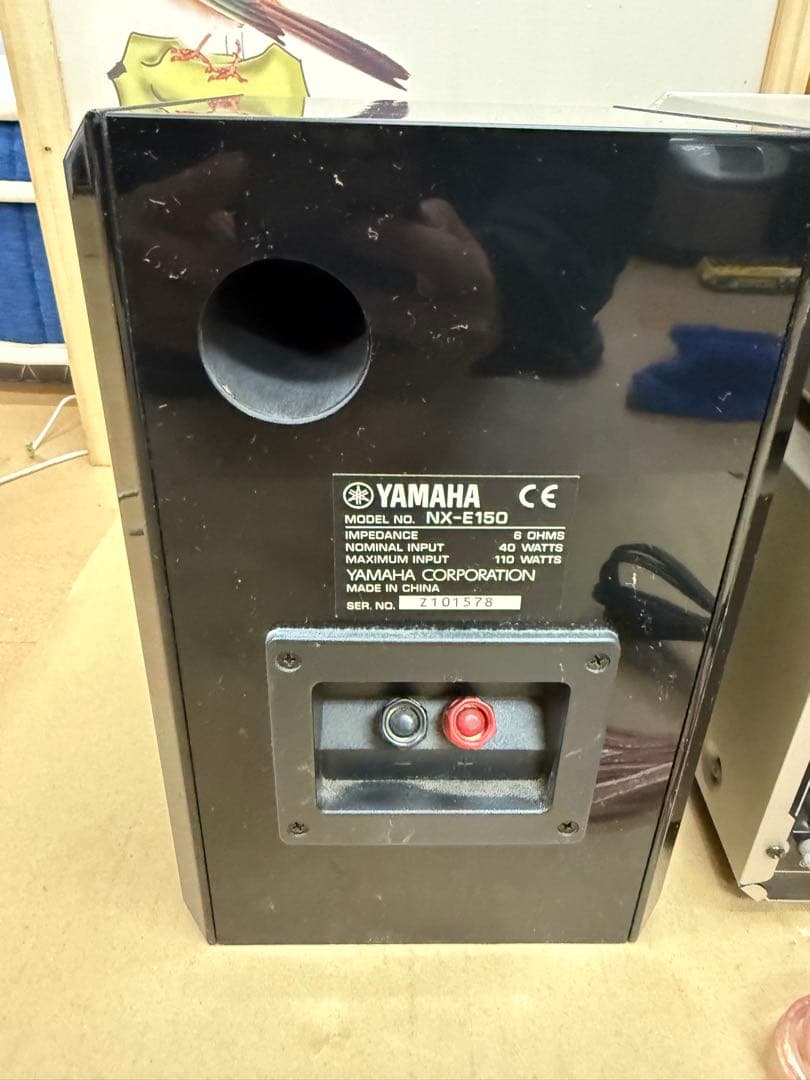 YAMAHA CE
MODEL NO. NX-E150
IMPEDANCE 6 OHMS
NOMINAL INPUT 40 WATTS
MAXIMUM INPUT 110 WATTS
YAMAHA CORPORATION
MADE IN CHINA
SER. NO. Z101578
− +